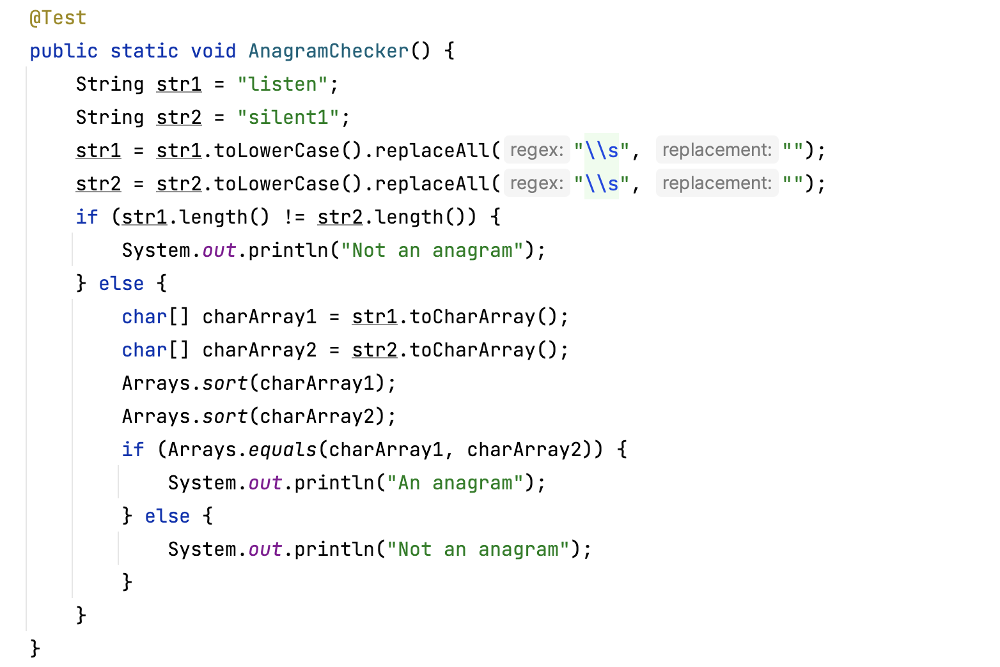 @Test
public static void AnagramChecker() {
    String str1 = "listen";
    String str2 = "silent1";
    str1 = str1.toLowerCase().replaceAll( regex: "\\s", replacement: "");
    str2 = str2.toLowerCase().replaceAll( regex: "\\s", replacement: "");
    if (str1.length() != str2.length()) {
        System.out.println("Not an anagram");
    } else {
        char[] charArray1 = str1.toCharArray();
        char[] charArray2 = str2.toCharArray();
        Arrays.sort(charArray1);
        Arrays.sort(charArray2);
        if (Arrays.equals(charArray1, charArray2)) {
            System.out.println("An anagram");
        } else {
            System.out.println("Not an anagram");
        }
    }
}